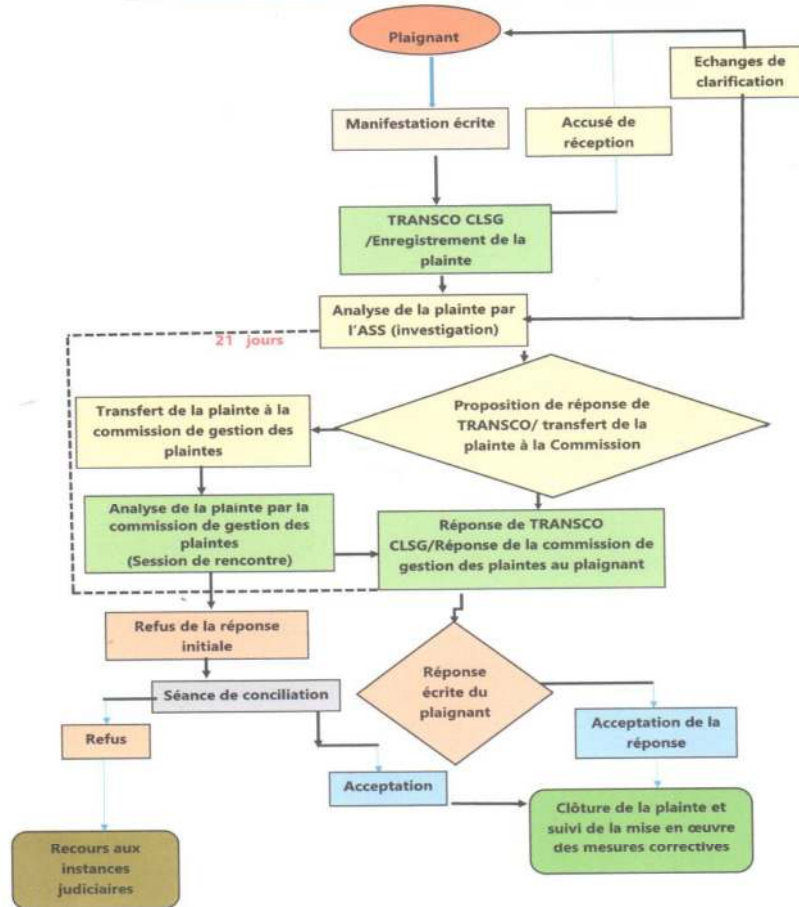 Plaignant
Echanges de
clarification
Manifestation écrite
Accusé de
réception
TRANSCO CLSG
/Enregistrement de la
plainte
Analyse de la plainte par
l'ASS (investigation)
21 jours
Proposition de réponse de
TRANSCO/ transfert de la
plainte à la Commission
Transfert de la plainte à la
commission de gestion des
plaintes
Analyse de la plainte par la
commission de gestion des
plaintes
(Session de rencontre)
Réponse de TRANSCO
CLSG/Réponse de la commission de
gestion des plaintes au plaignant
Refus de la réponse
initiale
Réponse
écrite du
plaignant
Séance de conciliation
Refus
Acceptation de la
réponse
Acceptation
Clôture de la plainte et
suivi de la mise en œuvre
des mesures correctives
Recours aux
instances
judiciaires